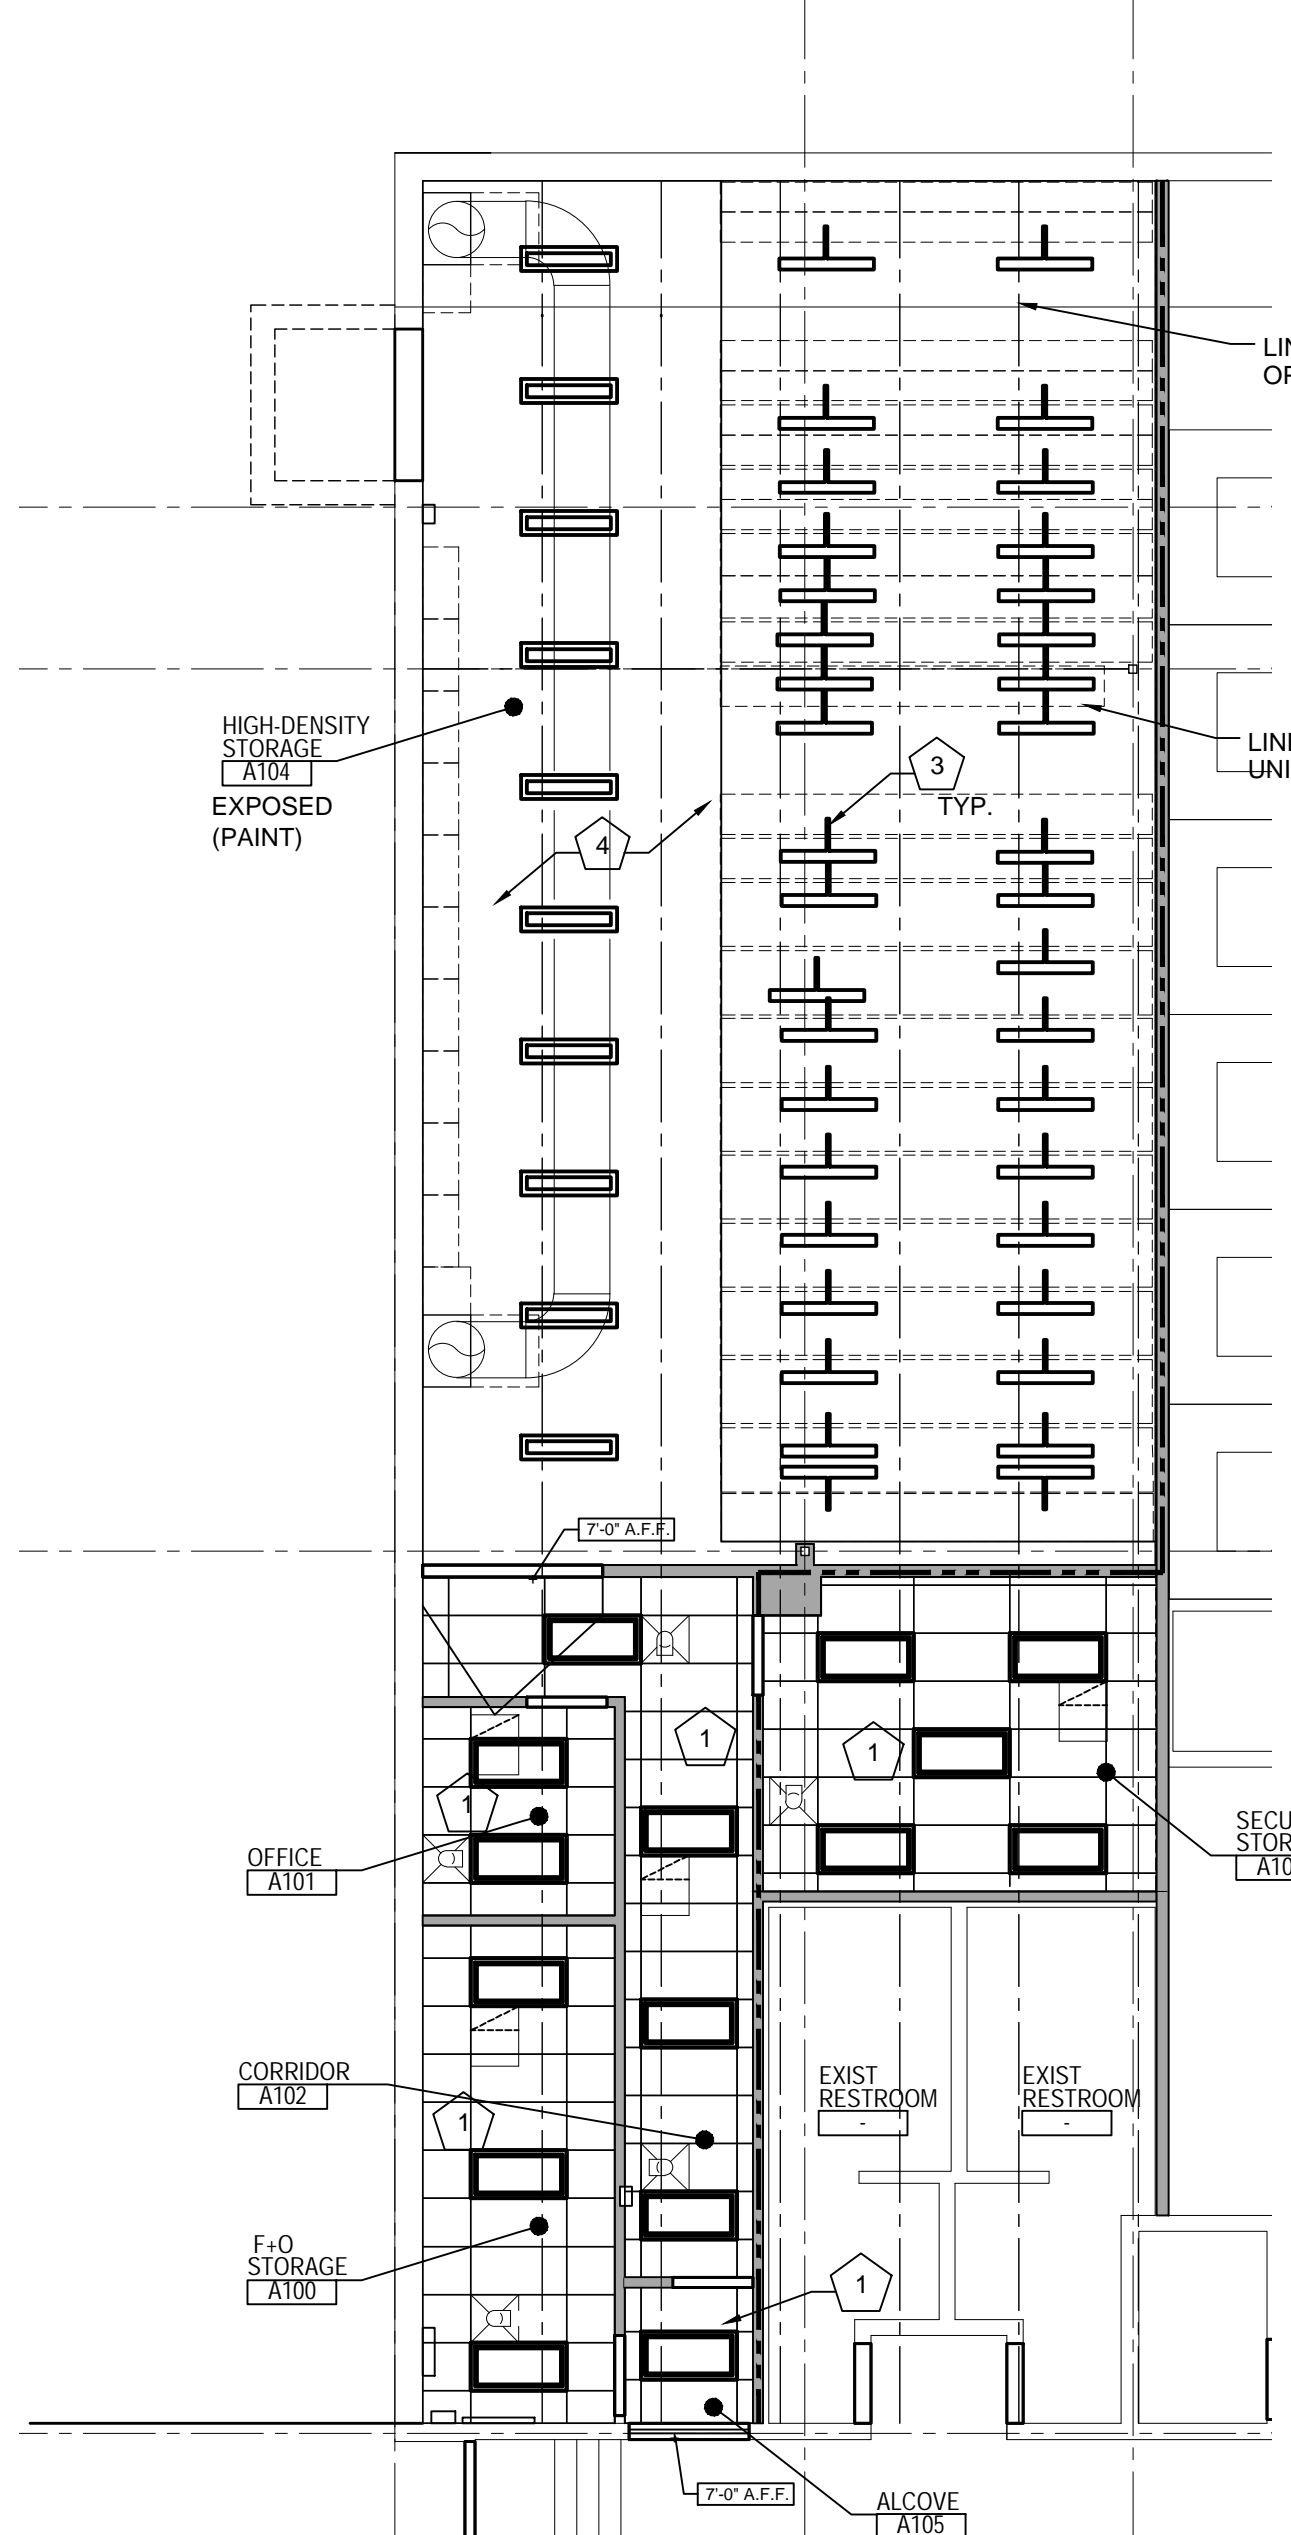 HIGH-DENSITY
STORAGE
A104
EXPOSED
(PAINT)
3
TYP.
4
7'-0" A.F.F.
1
1
1
OFFICE
A101
CORRIDOR
A102
EXIST
RESTROOM
-
EXIST
RESTROOM
-
1
F+O
STORAGE
A100
1
7'-0" A.F.F.
ALCOVE
A105